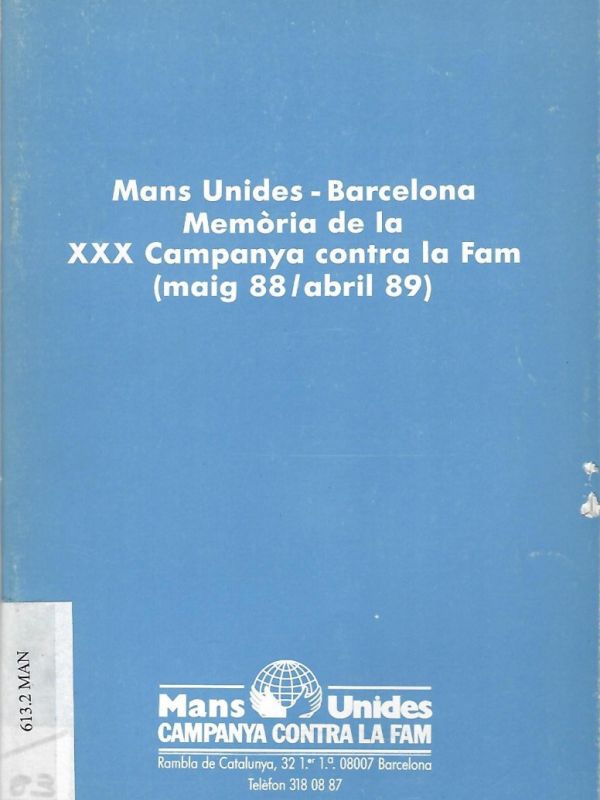 Mans Unides - Barcelona
Memòria de la
XXX Campanya contra la Fam
(maig 88/abril 89)
613.2 MAN
Mans Unides
CAMPANYA CONTRA LA FAM
Rambla de Catalunya, 32 1.er 1.a. 08007 Barcelona
Telèfon 318 08 87